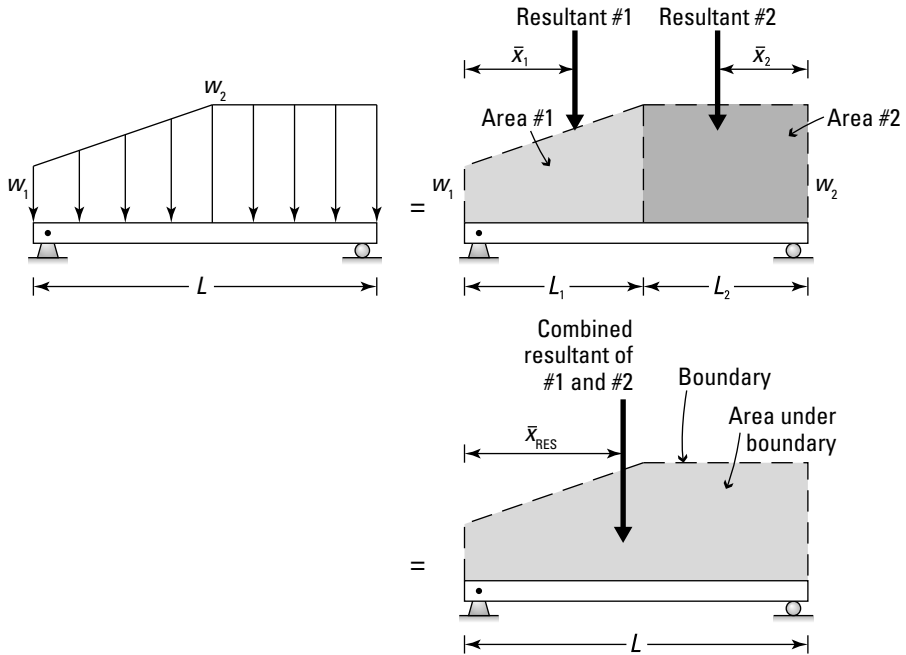 Resultant #1
Resultant #2
x̄₁
x̄₂
w₂
Area #1
Area #2
w₁
w₁
w₂
=
L
L₁
L₂
Combined
resultant of
#1 and #2
Boundary
Area under
boundary
x̄RES
=
L